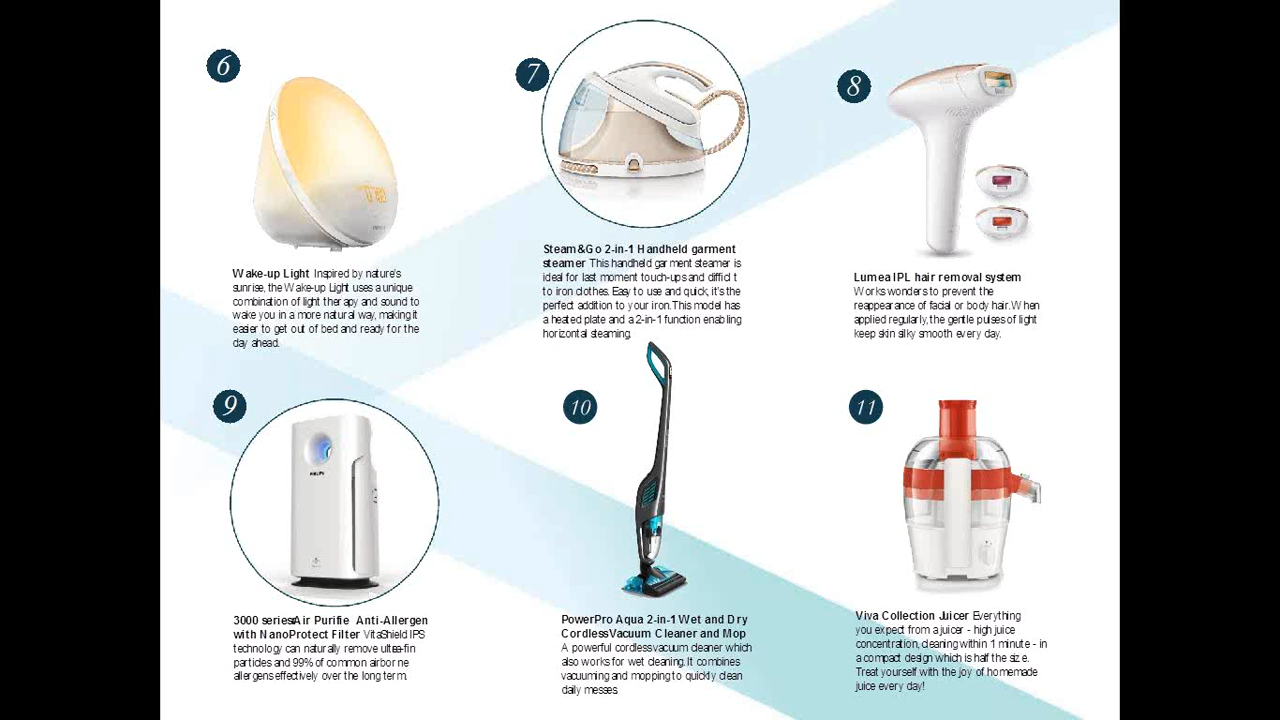 6
Wake-up Light Inspired by nature's
sunrise, the Wake-up Light uses a unique
combination of light therapy and sound to
wake you in a more natural way, making it
easier to get out of bed and ready for the
day ahead.
7
Steam&Go 2-in-1 Handheld garment
steamer This handheld garment steamer is
ideal for last moment touch-ups and difficlt
to iron clothes. Easy to use and quick, it's the
perfect addition to your iron.This model has
a heated plate and a 2-in-1 function enabling
horizontal steaming.
8
Lumea IPL hair removal system
Works wonders to prevent the
reappearance of facial or body hair. When
applied regularly, the gentle pulses of light
keep skin silky smooth every day.
9
PHILIPS
3000 series Air Purifie Anti-Allergen
with NanoProtect Filter VitaShield IPS
technology can naturally remove ultra-fin
particles and 99% of common airborne
allergens effectively over the long term.
10
PowerPro Aqua 2-in-1 Wet and Dry
Cordless Vacuum Cleaner and Mop
A powerful cordless vacuum cleaner which
also works for wet cleaning. It combines
vacuuming and mopping to quickly clean
daily messes.
11
Viva Collection Juicer Everything
you expect from a juicer - high juice
concentration, cleaning within 1 minute - in
a compact design which is half the size.
Treat yourself with the joy of homemade
juice every day!